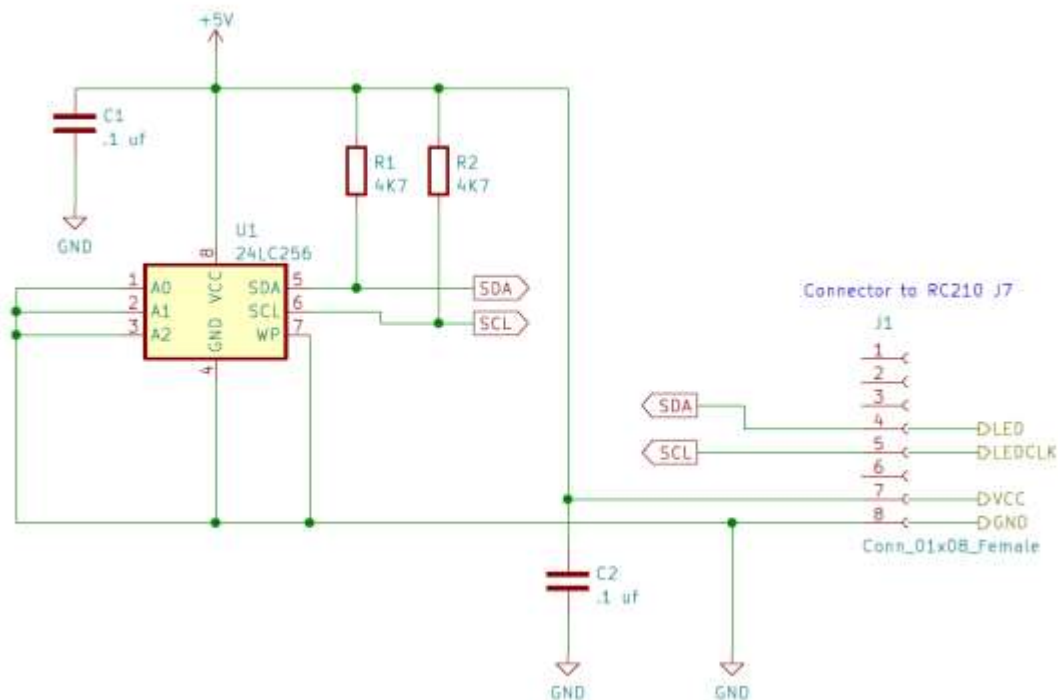 +5V
C1
.1 uf
R1
4K7
R2
4K7
GND
U1
24LC256
8
1 A0 VCC SDA 5
2 A1 SCL 6
3 A2 GND WP 7
4
SDA
SCL
Connector to RC210 J7
J1
1
2
3
SDA 4 LED
SCL 5 LEDCLK
6
7 VCC
8 GND
Conn_01x08_Female
C2
.1 uf
GND
GND